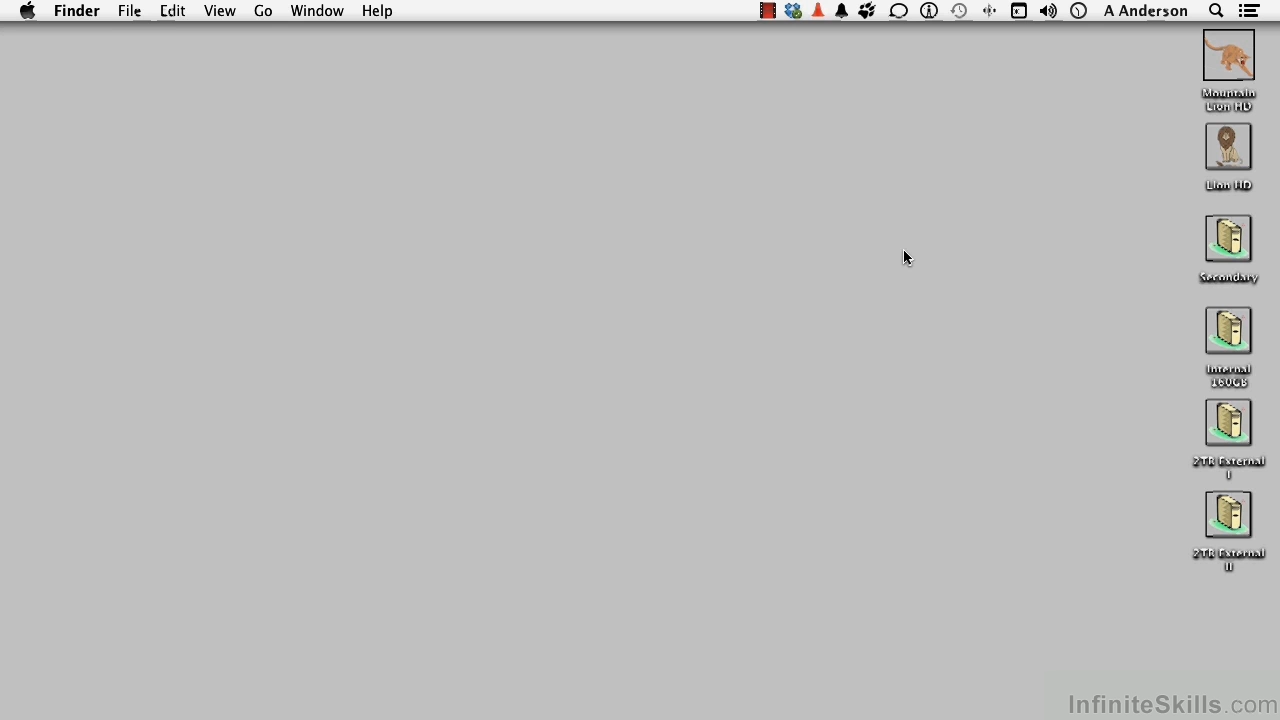 Finder File Edit View Go Window Help A Anderson
Mountain
Lion HD
Lion HD
Secondary
Internal
160GB
2TB External
I
2TB External
II
InfiniteSkills.com